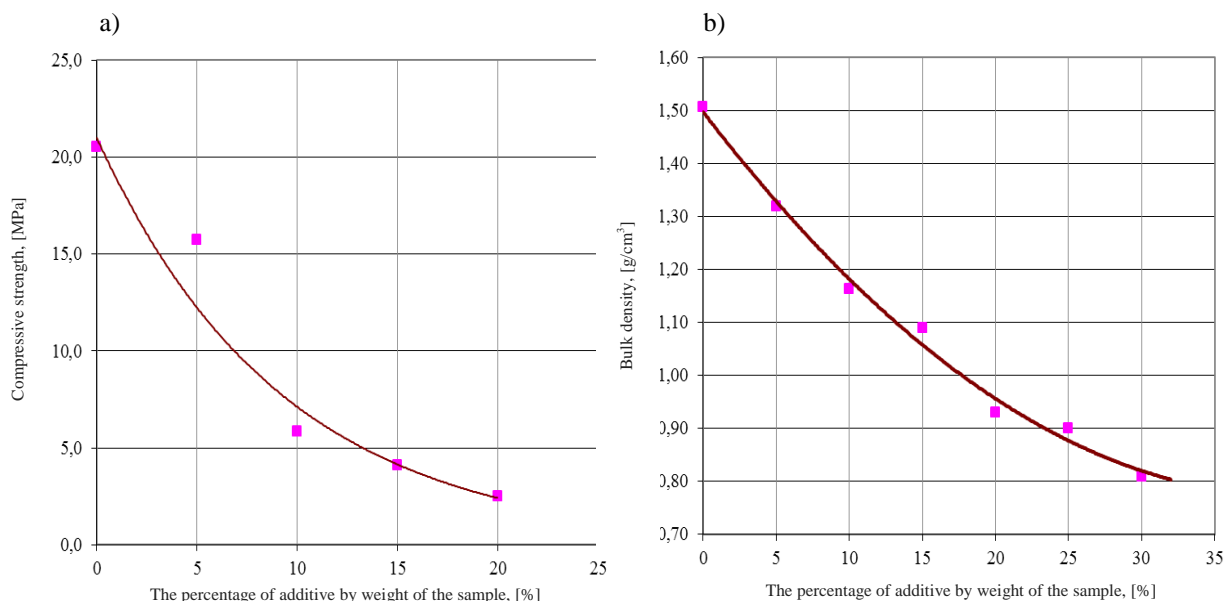 a)
25,0
20,0
15,0
10,0
5,0
0,0
Compressive strength, [MPa]
0 5 10 15 20 25
The percentage of additive by weight of the sample, [%]
b)
1,60
1,50
1,40
1,30
1,20
1,10
1,00
0,90
0,80
0,70
Bulk density, [g/cm³]
0 5 10 15 20 25 30 35
The percentage of additive by weight of the sample, [%]